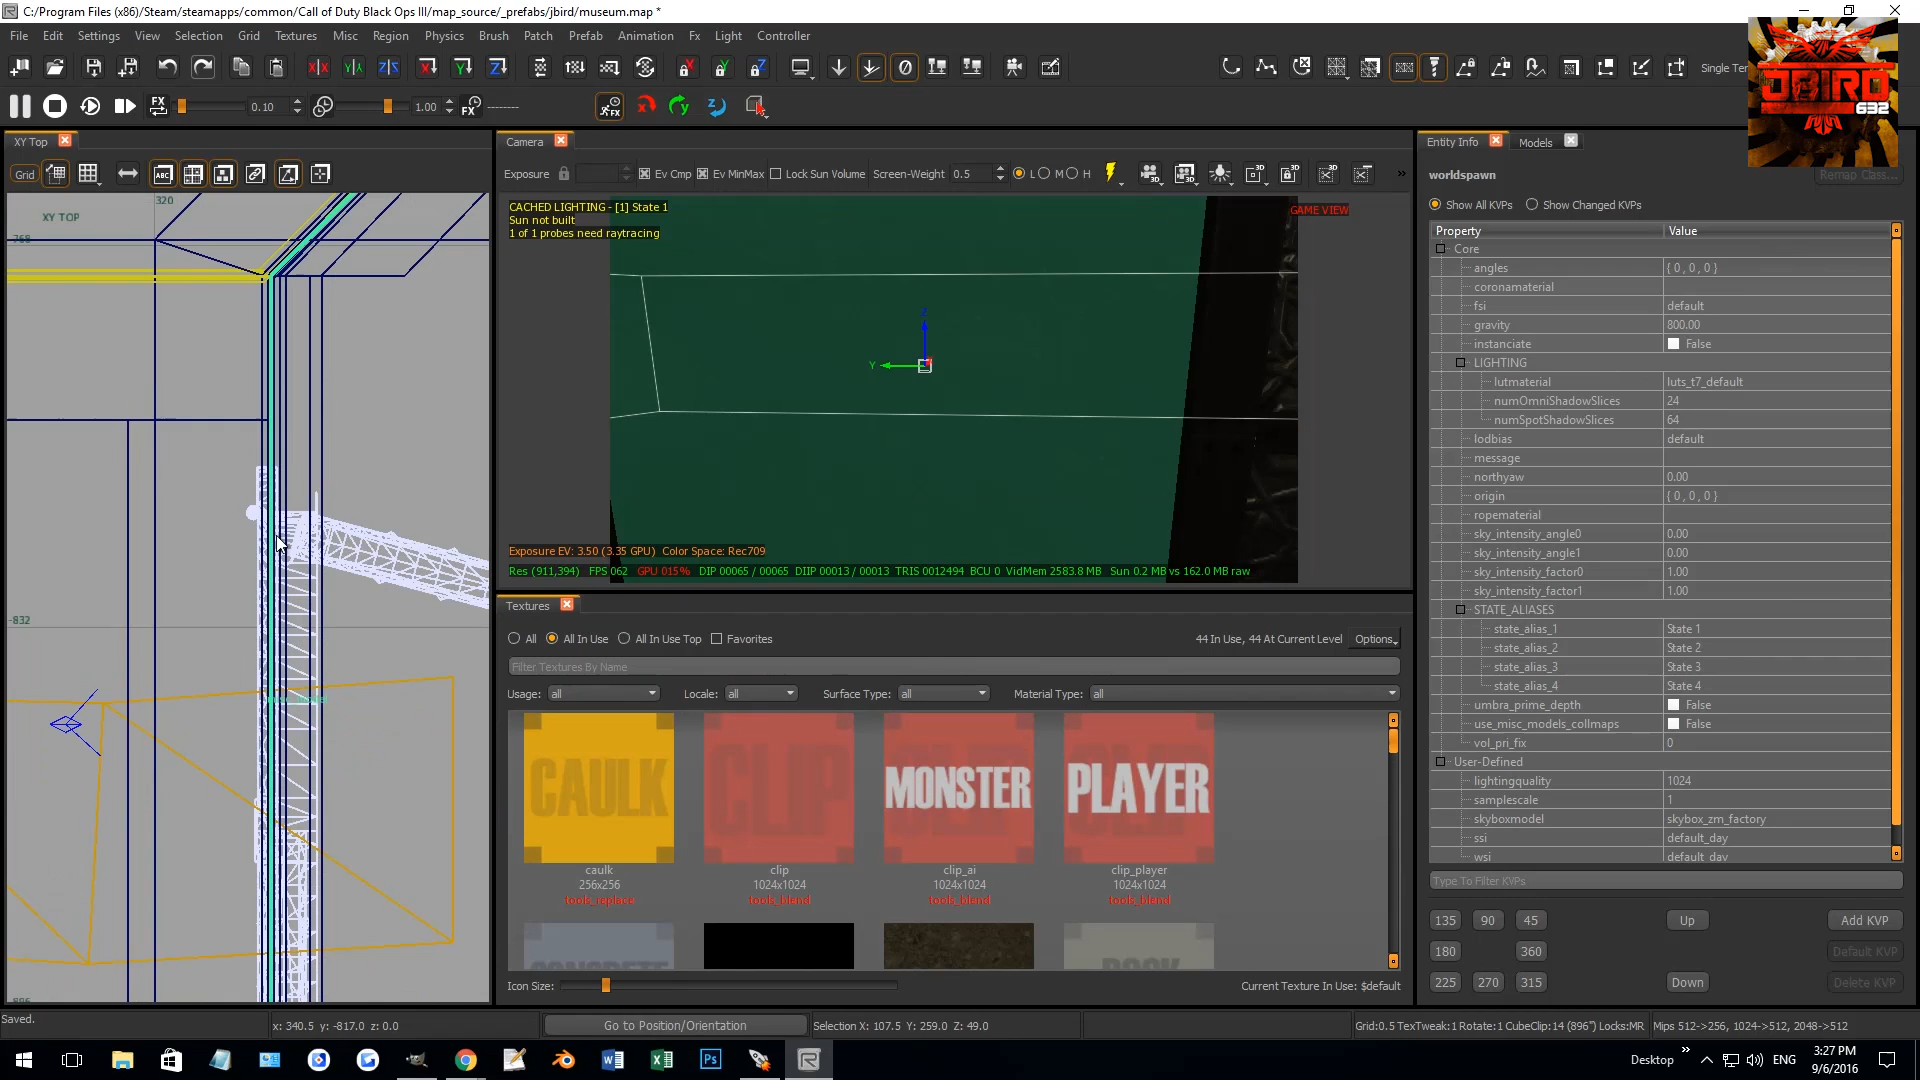 C:/Program Files (x86)/Steam/steamapps/common/Call of Duty Black Ops III/map_source/_prefabs/jbird/museum.map *
File Edit Settings View Selection Grid Textures Misc Region Physics Brush Patch Prefab Animation Fx Light Controller
Single Ter
JBIRD
632
FX 0.10 1.00 FX --------
XY Top
Camera
Entity Info Models
Grid
Exposure Ev Cmp Ev MinMax Lock Sun Volume Screen-Weight 0.5 L M H
worldspawn
Remap Class...
Show All KVPs Show Changed KVPs
XY TOP
320
-768
-832
-896
CACHED LIGHTING - [1] State 1
Sun not built
1 of 1 probes need raytracing
GAME VIEW
Z
Y
Exposure EV: 3.50 (3.35 GPU) Color Space: Rec709
Res (911,394) FPS 062 GPU 015% DIP 00065 / 00065 DIIP 00013 / 00013 TRIS 0012494 BCU 0 VidMem 2583.8 MB Sun 0.2 MB vs 162.0 MB raw
Property Value
Core
angles { 0 , 0 , 0 }
coronamaterial
fsi default
gravity 800.00
instanciate False
LIGHTING
lutmaterial luts_t7_default
numOmniShadowSlices 24
numSpotShadowSlices 64
lodbias default
message
northyaw 0.00
origin { 0 , 0 , 0 }
ropematerial
sky_intensity_angle0 0.00
sky_intensity_angle1 0.00
sky_intensity_factor0 1.00
sky_intensity_factor1 1.00
STATE_ALIASES
state_alias_1 State 1
state_alias_2 State 2
state_alias_3 State 3
state_alias_4 State 4
umbra_prime_depth False
use_misc_models_collmaps False
vol_pri_fix 0
User-Defined
lightingquality 1024
samplescale 1
skyboxmodel skybox_zm_factory
ssi default_day
wsi default_day
Type To Filter KVPs
135 90 45 Up Add KVP
180 360 Default KVP
225 270 315 Down Delete KVP
Textures
All All In Use All In Use Top Favorites
44 In Use, 44 At Current Level Options
Filter Textures By Name
Usage: all Locale: all Surface Type: all Material Type: all
CAULK
CLIP
MONSTER
PLAYER
caulk
256x256
tools_replace
clip
1024x1024
tools_blend
clip_ai
1024x1024
tools_blend
clip_player
1024x1024
tools_blend
CONCRETE
ROCK
Icon Size:
Current Texture In Use: $default
Saved.
x: 340.5 y: -817.0 z: 0.0
Go to Position/Orientation
Selection X: 107.5 Y: 259.0 Z: 49.0
Grid:0.5 TexTweak:1 Rotate:1 CubeClip:14 (896") Locks:MR
Mips 512->256, 1024->512, 2048->512
Desktop
ENG
3:27 PM
9/6/2016